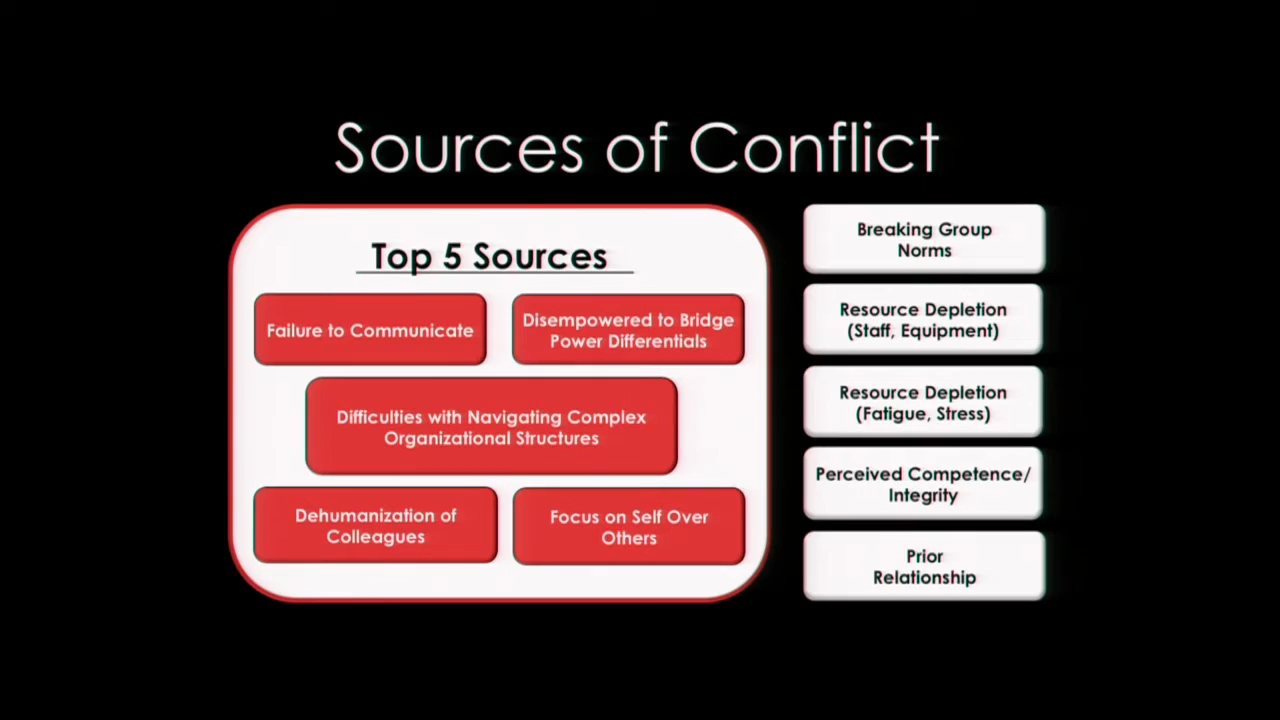 Sources of Conflict
Top 5 Sources
Failure to Communicate
Disempowered to Bridge
Power Differentials
Difficulties with Navigating Complex
Organizational Structures
Dehumanization of
Colleagues
Focus on Self Over
Others
Breaking Group
Norms
Resource Depletion
(Staff, Equipment)
Resource Depletion
(Fatigue, Stress)
Perceived Competence/
Integrity
Prior
Relationship